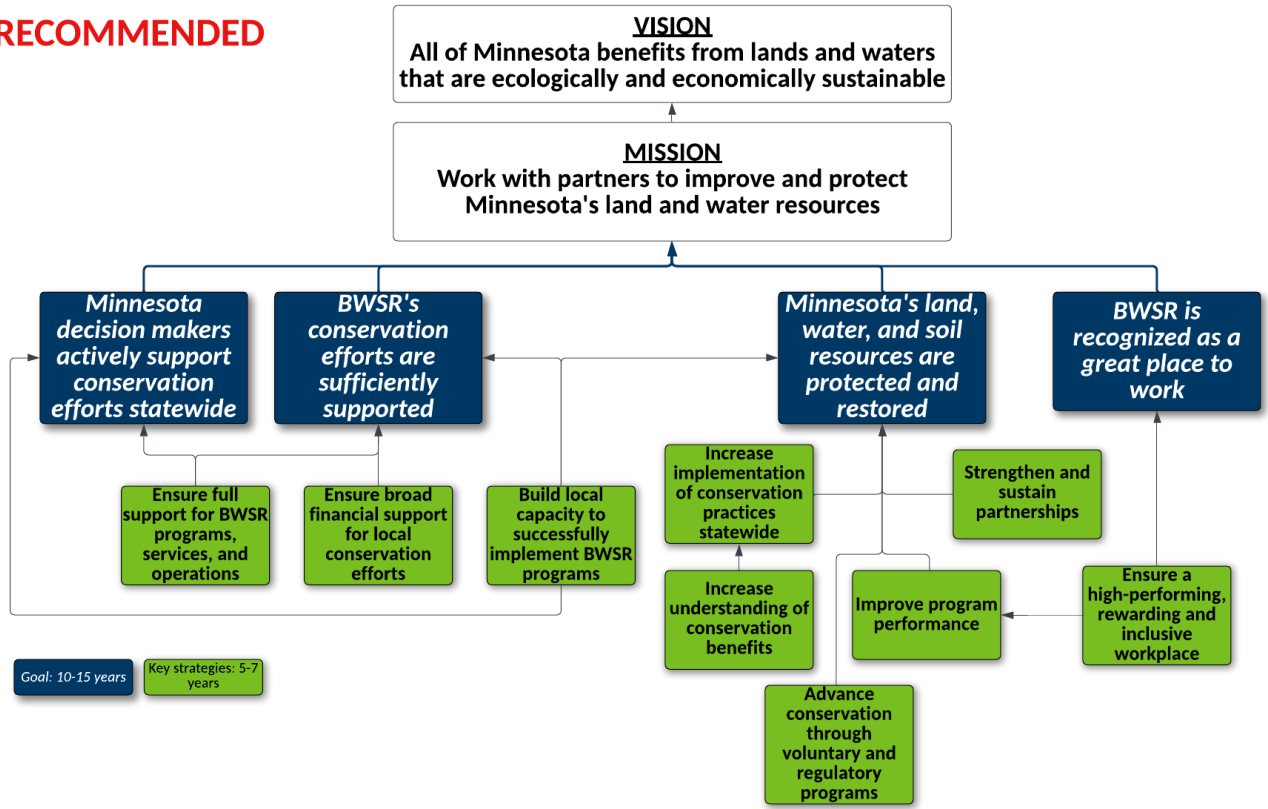 RECOMMENDED
VISION
All of Minnesota benefits from lands and waters
that are ecologically and economically sustainable
MISSION
Work with partners to improve and protect
Minnesota's land and water resources
Minnesota
decision makers
actively support
conservation
efforts statewide
BWSR's
conservation
efforts are
sufficiently
supported
Minnesota's land,
water, and soil
resources are
protected and
restored
BWSR is
recognized as a
great place to
work
Ensure full
support for BWSR
programs,
services, and
operations
Ensure broad
financial support
for local
conservation
efforts
Build local
capacity to
successfully
implement BWSR
programs
Increase
implementation
of conservation
practices
statewide
Strengthen and
sustain
partnerships
Increase
understanding of
conservation
benefits
Improve program
performance
Ensure a
high-performing,
rewarding and
inclusive
workplace
Advance
conservation
through
voluntary and
regulatory
programs
Goal: 10-15 years
Key strategies: 5-7
years